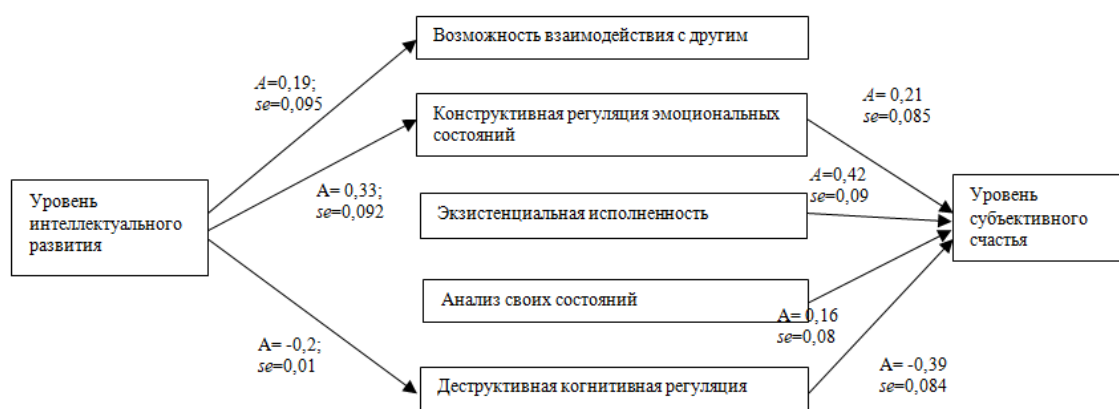 Возможность взаимодействия с другим
A=0,19;
se=0,095
Конструктивная регуляция эмоциональных
состояний
A= 0,21
se=0,085
Уровень
интеллектуального
развития
A= 0,33;
se=0,092
Экзистенциальная исполненность
A=0,42
se=0,09
Уровень
субъективного
счастья
Анализ своих состояний
A= 0,16
se=0,08
A= -0,2;
se=0,01
Деструктивная когнитивная регуляция
A= -0,39
se=0,084